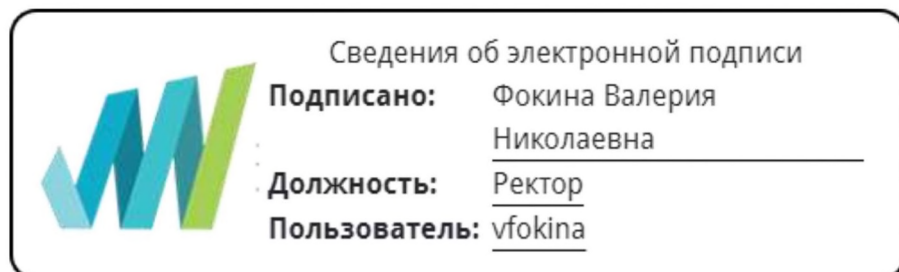 Сведения об электронной подписи
Подписано: Фокина Валерия
Николаевна
Должность: Ректор
Пользователь: vfokina